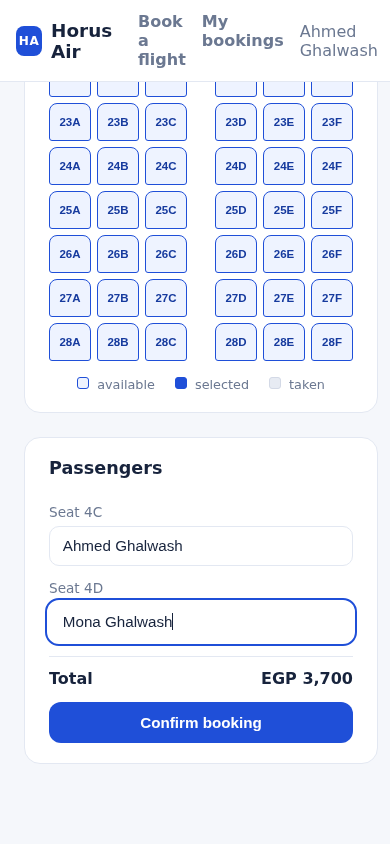 HA
Horus
Air
Book
a
flight
My
bookings
Ahmed
Ghalwash
23A 23B 23C 23D 23E 23F
24A 24B 24C 24D 24E 24F
25A 25B 25C 25D 25E 25F
26A 26B 26C 26D 26E 26F
27A 27B 27C 27D 27E 27F
28A 28B 28C 28D 28E 28F
available selected taken
Passengers
Seat 4C
Ahmed Ghalwash
Seat 4D
Mona Ghalwash
Total EGP 3,700
Confirm booking